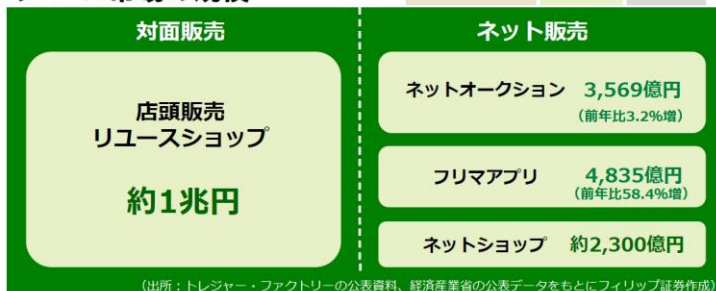 対面販売
店頭販売
リユースショップ
約1兆円
ネット販売
ネットオークション 3,569億円
(前年比3.2%増)
フリマアプリ 4,835億円
(前年比58.4%増)
ネットショップ 約2,300億円
(出所:トレジャー・ファクトリーの公表資料、経済産業省の公表データをもとにフィリップ証券作成)